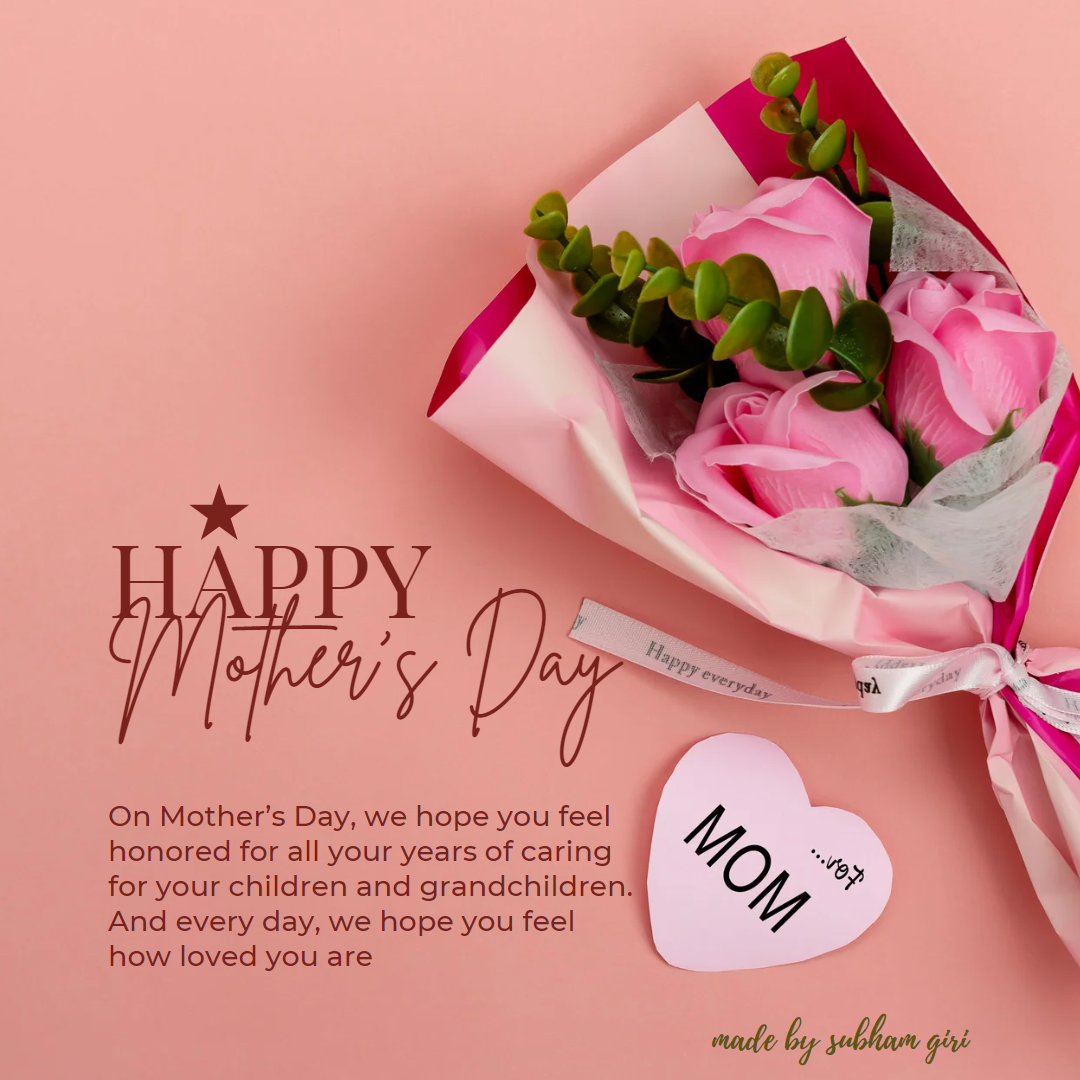 HAPPY
Mother's Day
On Mother’s Day, we hope you feel
honored for all your years of caring
for your children and grandchildren.
And every day, we hope you feel
how loved you are
Happy everyday
day
MOM
for...
made by subham giri